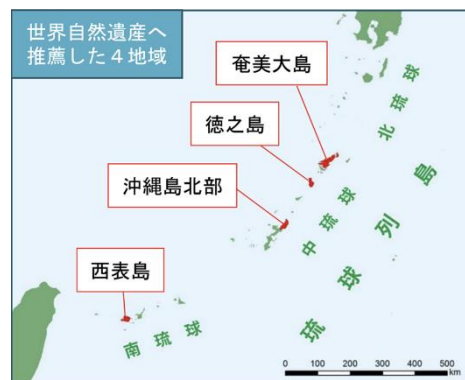 世界自然遺産へ
推薦した4地域
奄美大島
徳之島
沖縄島北部
西表島
北琉球
中琉球
南琉球
琉球列島
0 100 200 300 400 500
km